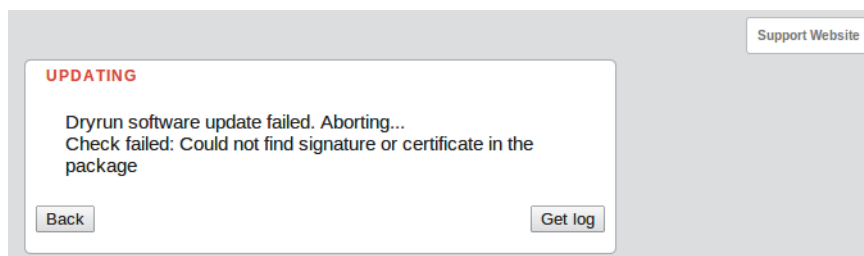 Support Website
UPDATING
Dryrun software update failed. Aborting...
Check failed: Could not find signature or certificate in the
package
Back
Get log